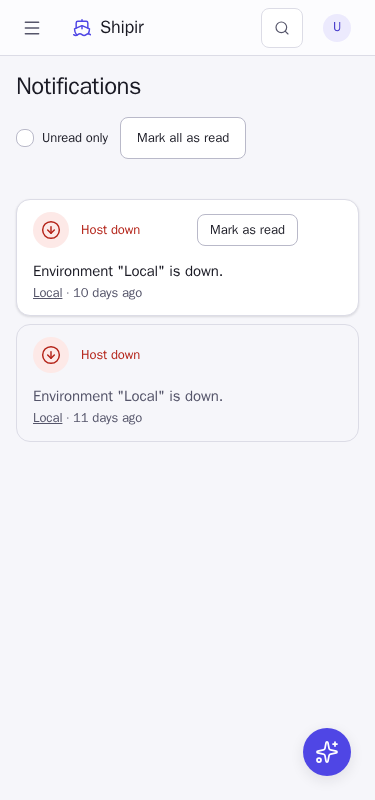 Shipir
U
Notifications
Unread only
Mark all as read
Host down
Mark as read
Environment "Local" is down.
Local · 10 days ago
Host down
Environment "Local" is down.
Local · 11 days ago